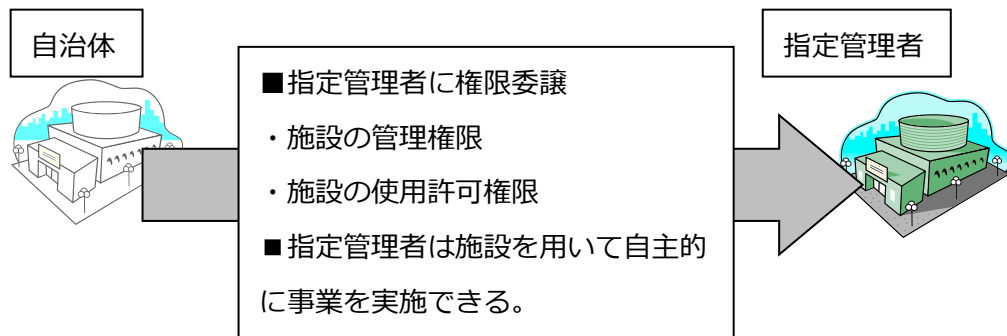 自治体
指定管理者
■指定管理者に権限委譲
・施設の管理権限
・施設の使用許可権限
■指定管理者は施設を用いて自主的
に事業を実施できる。